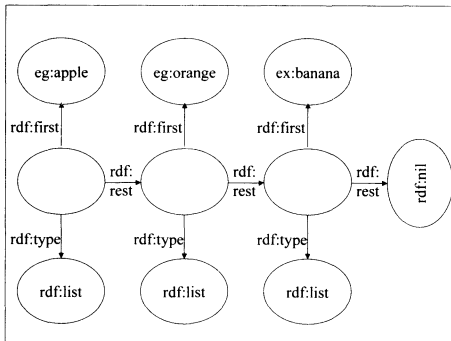 eg:apple eg:orange ex:banana
rdf:first rdf:first rdf:first
rdf: rdf: rdf:
rest rest rest
rdf:nil
rdf:type rdf:type rdf:type
rdf:list rdf:list rdf:list